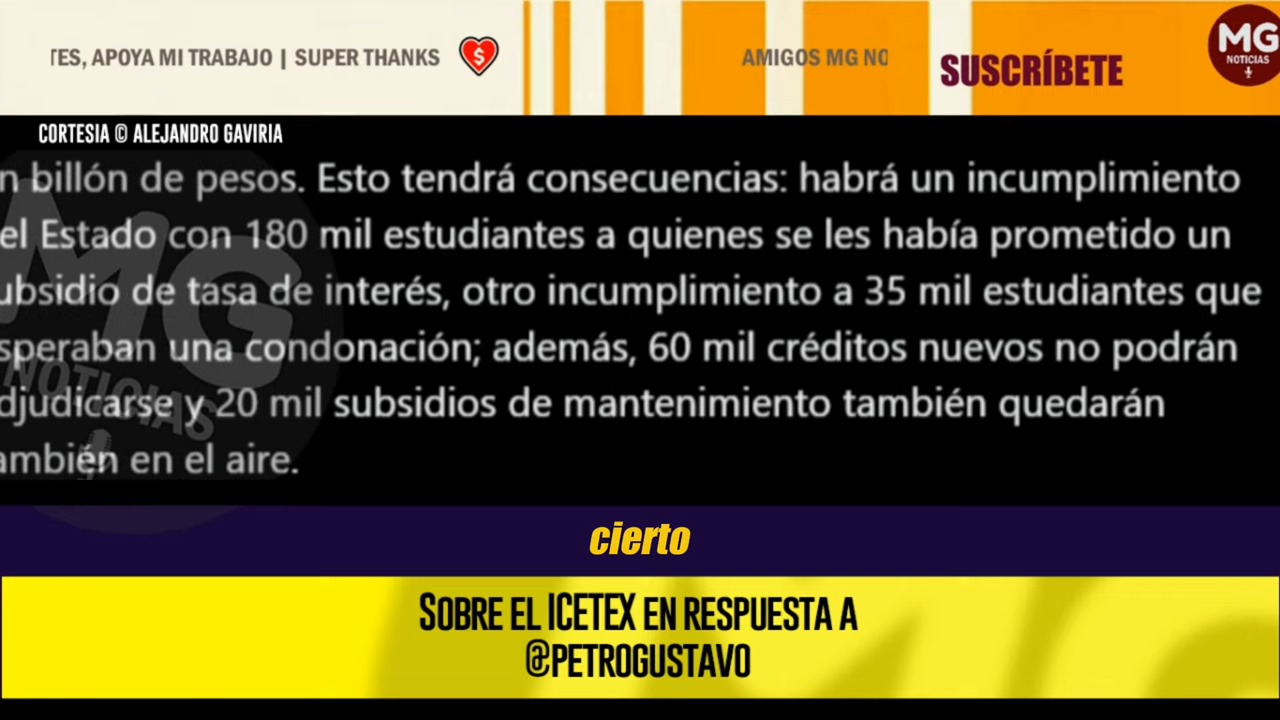 TES, APOYA MI TRABAJO | SUPER THANKS
AMIGOS MG NO
SUSCRÍBETE
MG
NOTICIAS
CORTESIA © ALEJANDRO GAVIRIA
n billón de pesos. Esto tendrá consecuencias: habrá un incumplimiento
el Estado con 180 mil estudiantes a quienes se les había prometido un
ubsidio de tasa de interés, otro incumplimiento a 35 mil estudiantes que
speraban una condonación; además, 60 mil créditos nuevos no podrán
djudicarse y 20 mil subsidios de mantenimiento también quedarán
ambién en el aire.
MG
NOTICIAS
cierto
SOBRE EL ICETEX EN RESPUESTA A
@PETROGUSTAVO